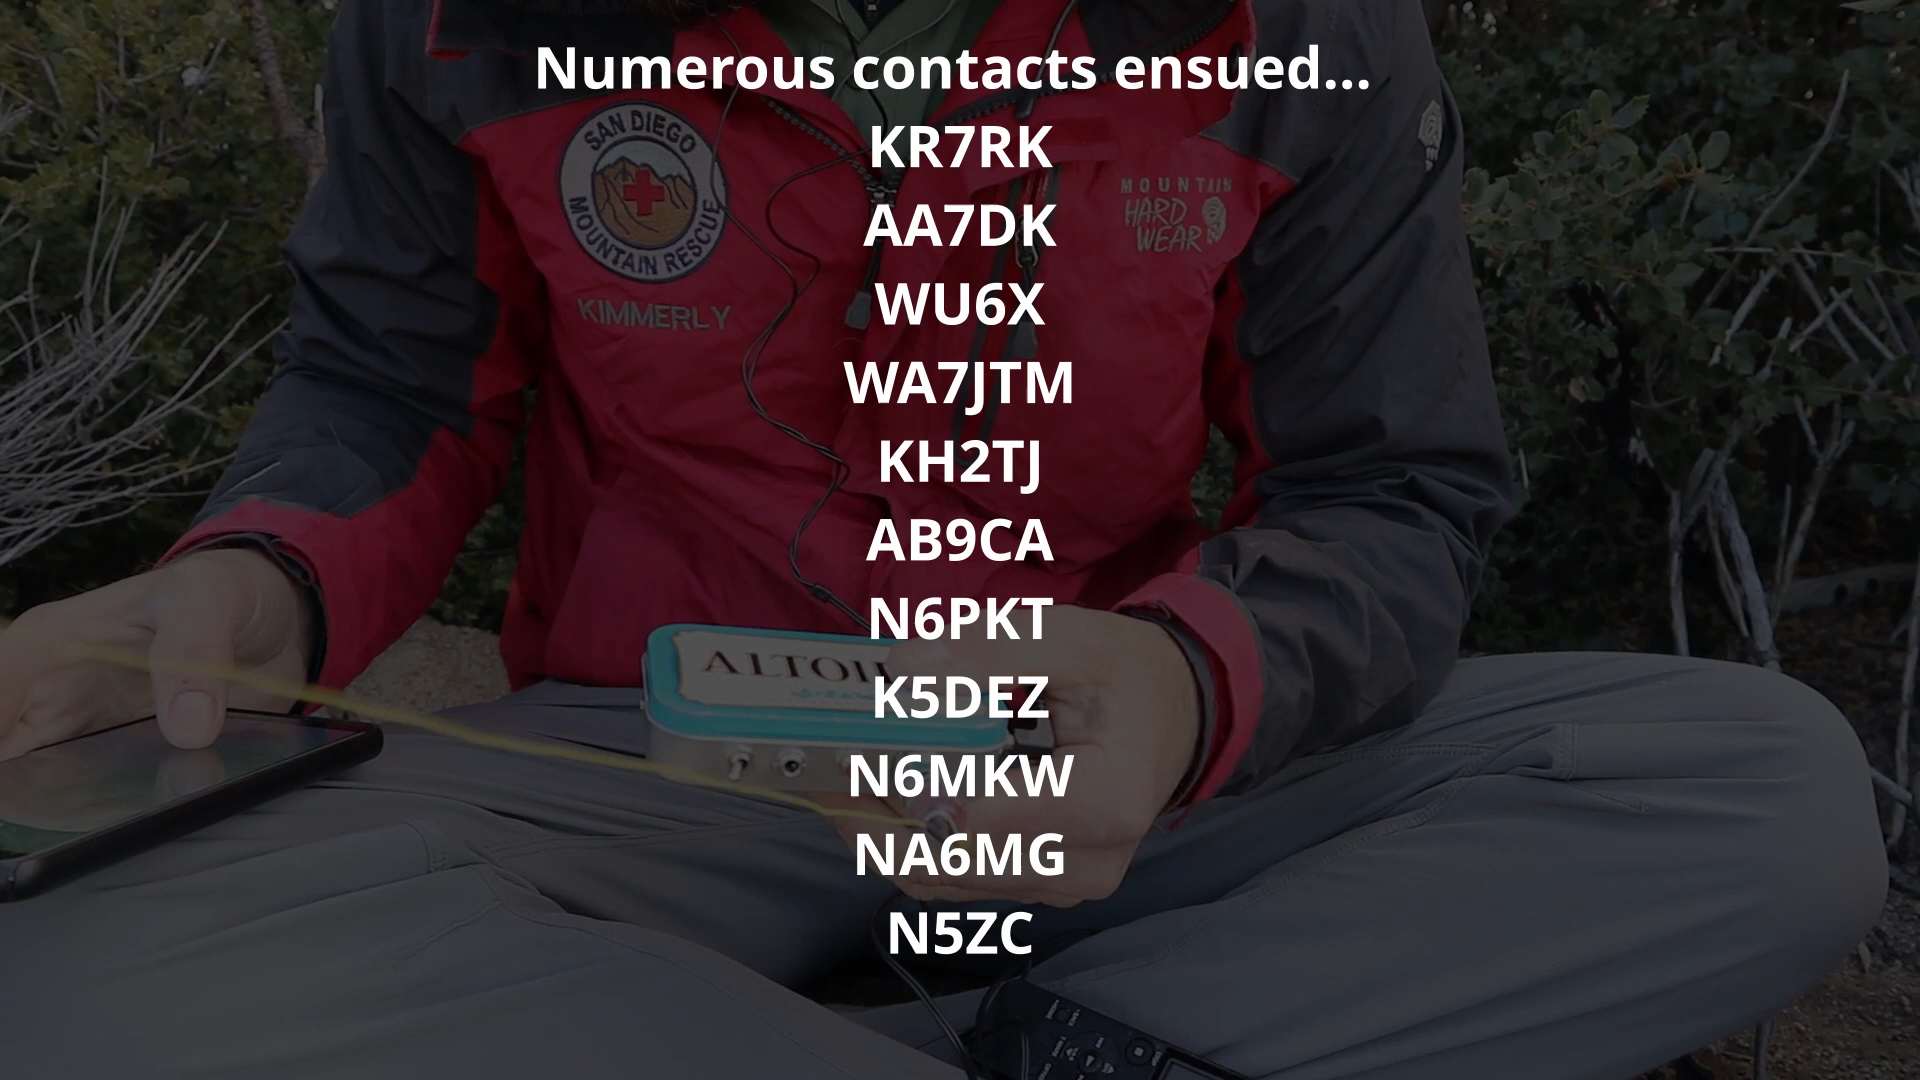 Numerous contacts ensued...
KR7RK
AA7DK
WU6X
WA7JTM
KH2TJ
AB9CA
N6PKT
K5DEZ
N6MKW
NA6MG
N5ZC
SAN DIEGO
MOUNTAIN RESCUE
KIMMERLY
MOUNTAIN
HARD
WEAR